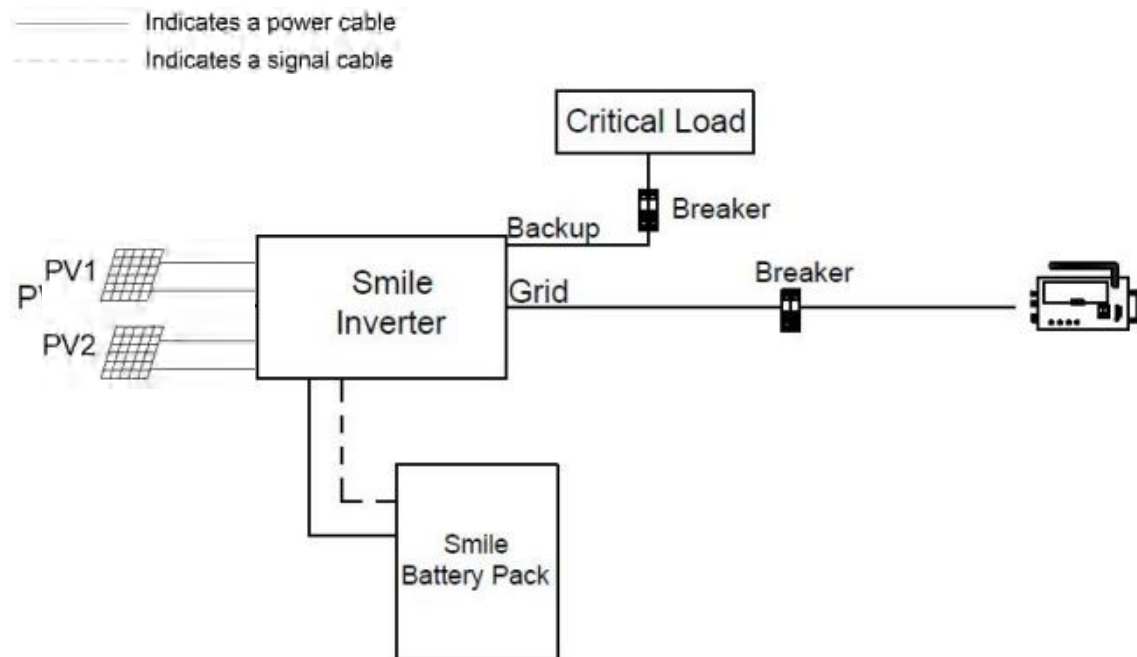 Indicates a power cable
Indicates a signal cable
Critical Load
Breaker
Backup
Breaker
PV1
Smile
Inverter
Grid
PV2
Smile
Battery Pack